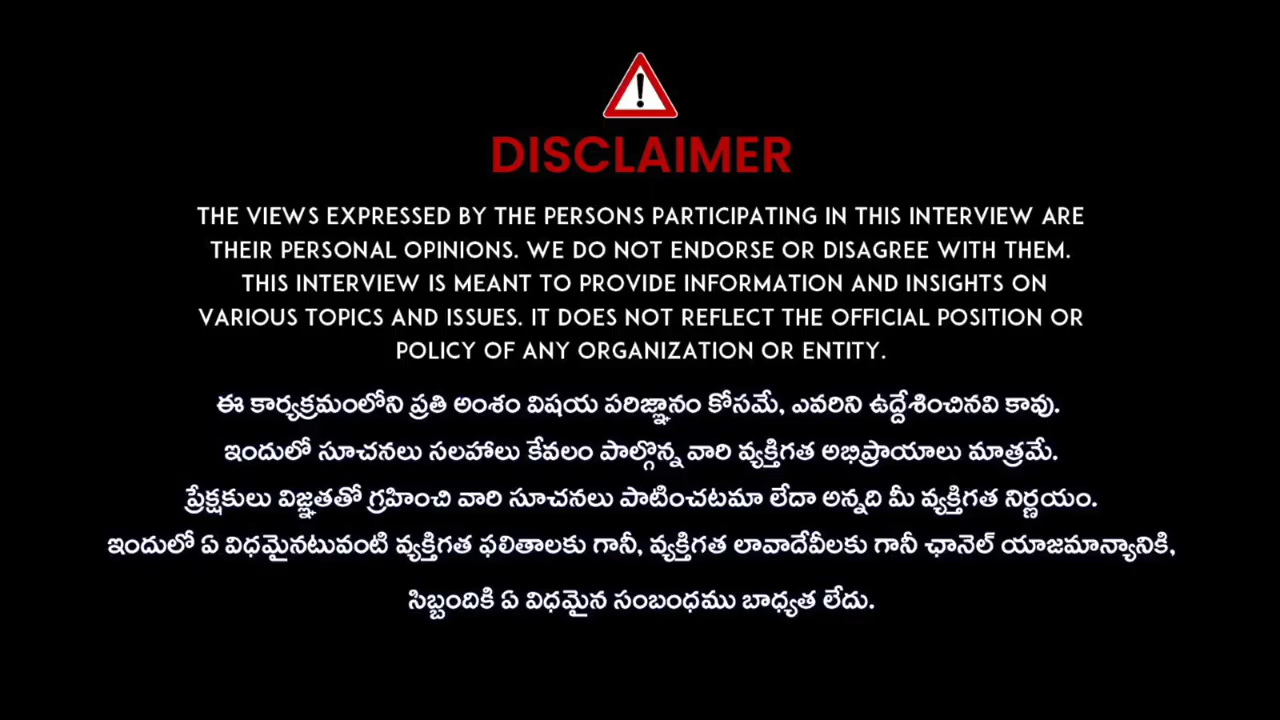 DISCLAIMER
THE VIEWS EXPRESSED BY THE PERSONS PARTICIPATING IN THIS INTERVIEW ARE
THEIR PERSONAL OPINIONS. WE DO NOT ENDORSE OR DISAGREE WITH THEM.
THIS INTERVIEW IS MEANT TO PROVIDE INFORMATION AND INSIGHTS ON
VARIOUS TOPICS AND ISSUES. IT DOES NOT REFLECT THE OFFICIAL POSITION OR
POLICY OF ANY ORGANIZATION OR ENTITY.
ఈ కార్యక్రమంలోని ప్రతి అంశం విషయ పరిజ్ఞానం కోసమే, ఎవరిని ఉద్దేశించినవి కావు.
ఇందులో సూచనలు సలహాలు కేవలం పాల్గొన్న వారి వ్యక్తిగత అభిప్రాయాలు మాత్రమే.
ప్రేక్షకులు విజ్ఞతతో గ్రహించి వారి సూచనలు పాటించటమా లేదా అన్నది మీ వ్యక్తిగత నిర్ణయం.
ఇందులో ఏ విధమైనటువంటి వ్యక్తిగత ఫలితాలకు గానీ, వ్యక్తిగత లావాదేవీలకు గానీ ఛానెల్ యాజమాన్యానికి,
సిబ్బందికి ఏ విధమైన సంబంధము బాధ్యత లేదు.